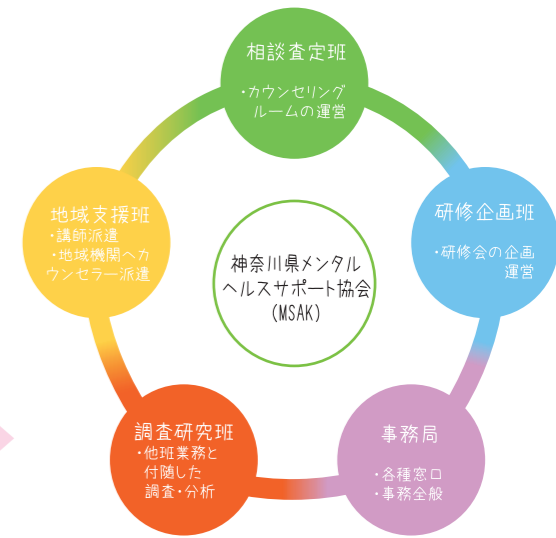 相談査定班
・カウンセリング
ルームの運営
研修企画班
・研修会の企画
運営
事務局
・各種窓口
・事務全般
調査研究班
・他班業務と
付随した
調査・分析
地域支援班
・講師派遣
・地域機関へカ
ウンセラー派遣
神奈川県メンタル
ヘルスサポート協会
(MSAK)